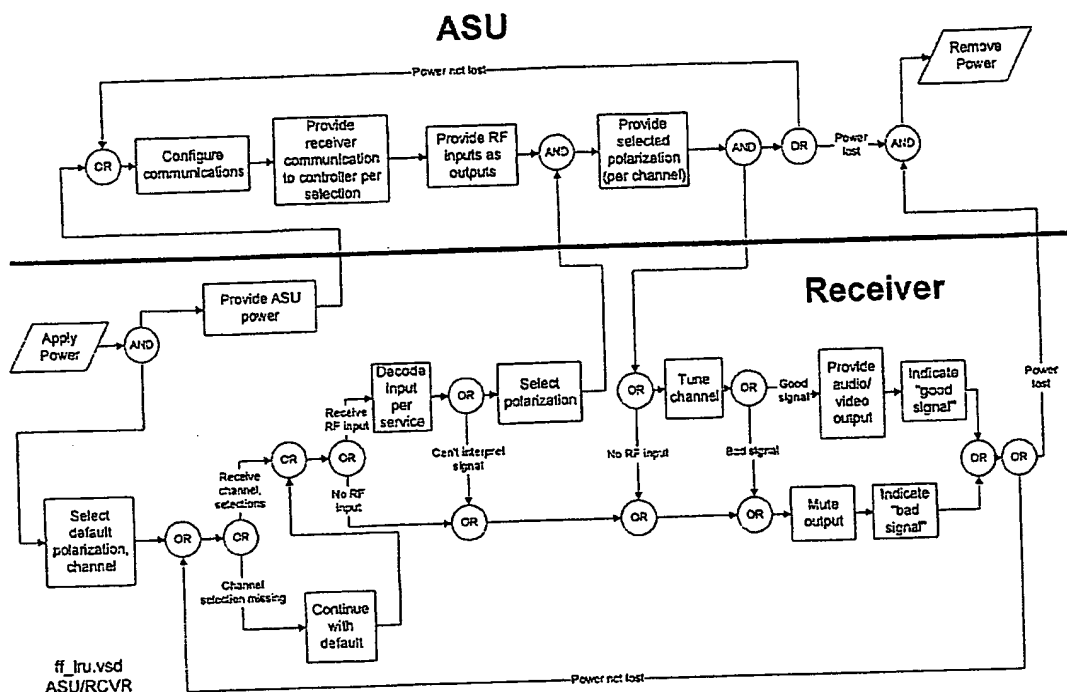 ASU
Remove
Power
Power not lost
OR
Configure
communications
Provide
receiver
communication
to controller per
selection
Provide RF
inputs as
outputs
AND
Provide
selected
polarization
(per channel)
AND
OR
Power
lost
AND
Receiver
Apply
Power
AND
Provide ASU
power
Select
default
polarization,
channel
OR
OR
Receive
channel,
selections
Channel
selection missing
Continue
with
default
OR
OR
Receive
RF input
No RF
input
Decode
input per
service
OR
Select
polarization
Can't interpret
signal
OR
OR
Tune
channel
OR
Good
signal
Provide
audio/
video
output
Indicate
"good
signal"
No RF input
Bad signal
OR
OR
Mute
output
Indicate
"bad
signal"
OR
OR
Power
lost
Power not lost
ff_lru.vsd
ASU/RCVR